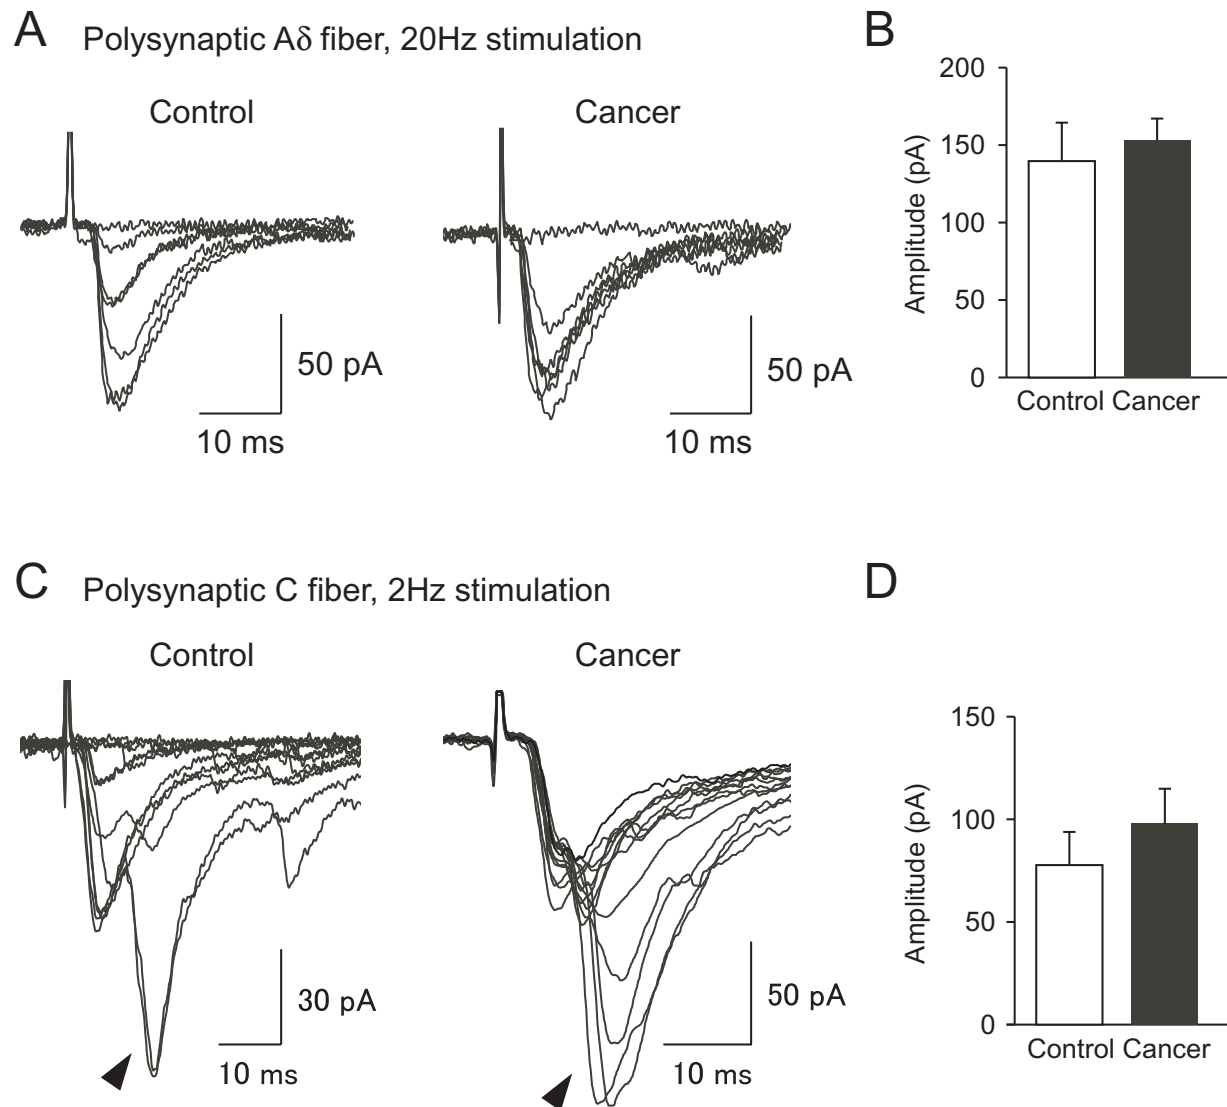 A Polysynaptic Aδ fiber, 20Hz stimulation
Control
Cancer
50 pA
10 ms
50 pA
10 ms
B
Amplitude (pA)
200
150
100
50
0
Control Cancer
C Polysynaptic C fiber, 2Hz stimulation
Control
Cancer
30 pA
10 ms
50 pA
10 ms
D
Amplitude (pA)
150
100
50
0
Control Cancer